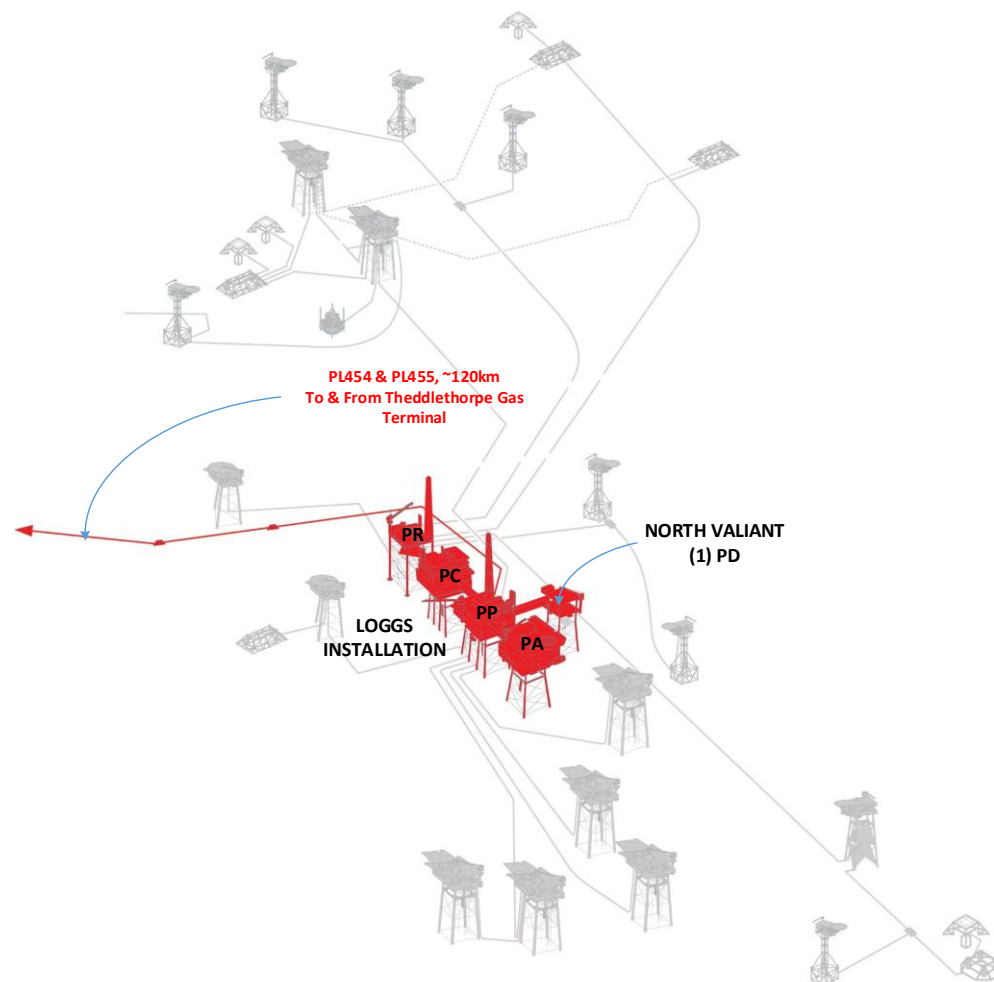 PL454 & PL455, ~120km
To & From Theddlethorpe Gas
Terminal
PR
NORTH VALIANT
(1) PD
PC
PP
LOGGS
INSTALLATION
PA